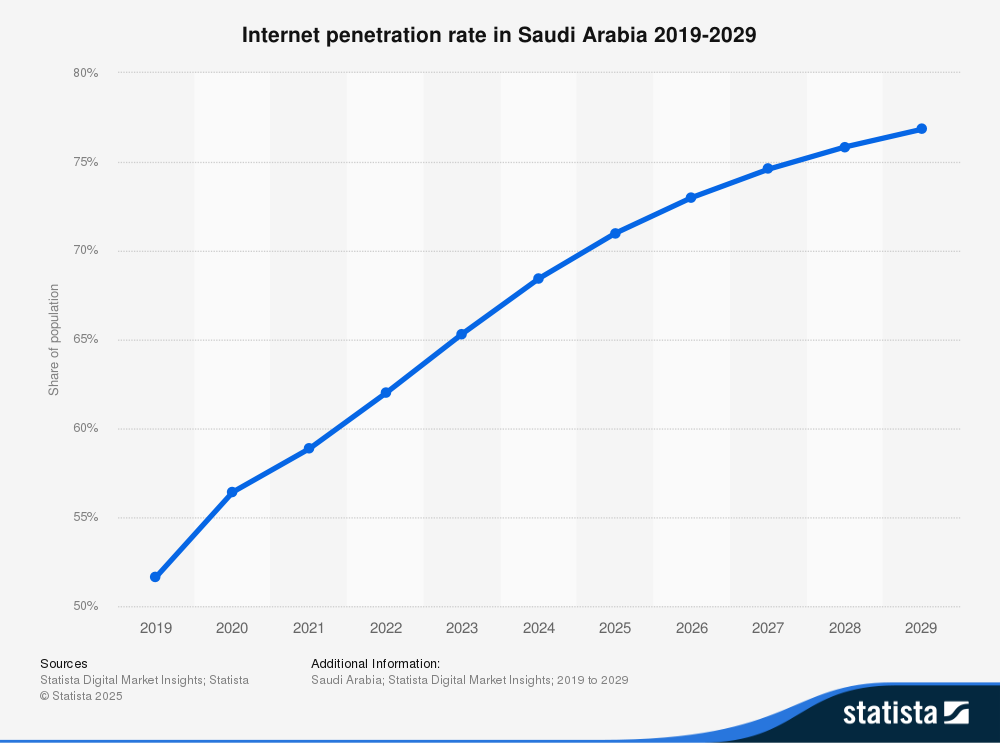 Internet penetration rate in Saudi Arabia 2019-2029
80%
75%
70%
65%
60%
55%
50%
Share of population
2019 2020 2021 2022 2023 2024 2025 2026 2027 2028 2029
Sources
Statista Digital Market Insights; Statista
© Statista 2025
Additional Information:
Saudi Arabia; Statista Digital Market Insights; 2019 to 2029
statista